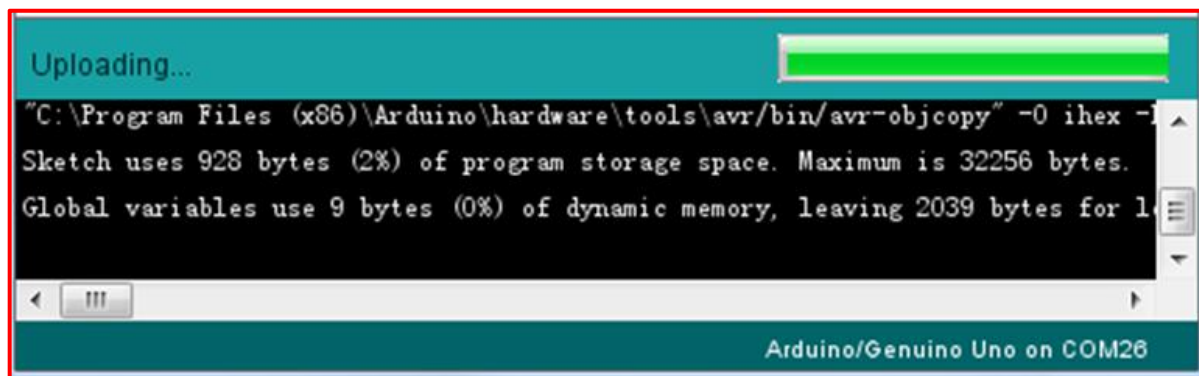 Uploading...
"C:\Program Files (x86)\Arduino\hardware\tools\avr/bin/avr-objcopy" -O ihex
Sketch uses 928 bytes (2%) of program storage space. Maximum is 32256 bytes.
Global variables use 9 bytes (0%) of dynamic memory, leaving 2039 bytes for
Arduino/Genuino Uno on COM26